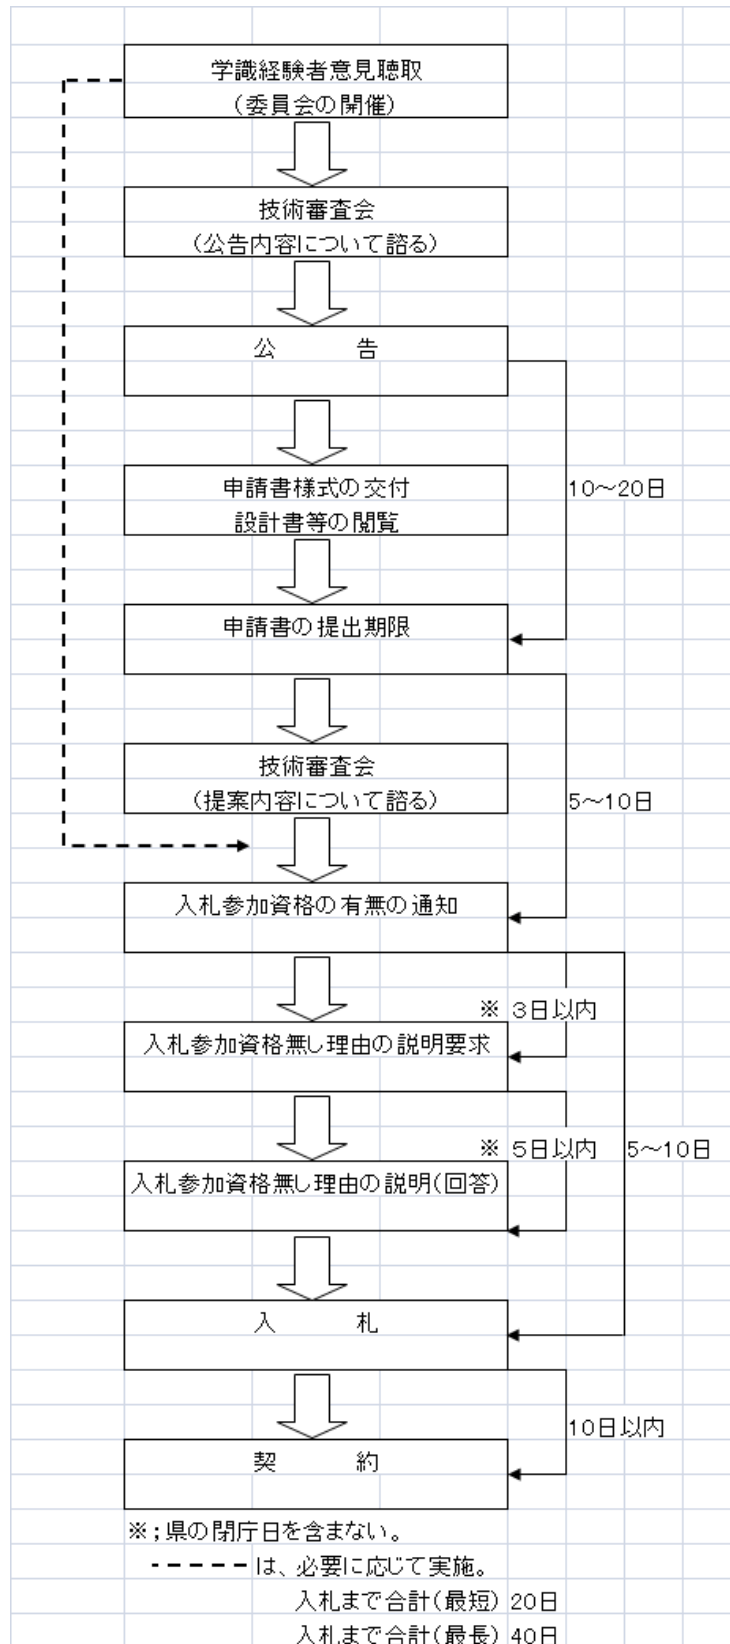 学識経験者意見聴取
(委員会の開催)
技術審査会
(公告内容について諮る)
公 告
申請書様式の交付
設計書等の閲覧
10～20日
申請書の提出期限
技術審査会
(提案内容について諮る)
5～10日
入札参加資格の有無の通知
※ 3日以内
入札参加資格無し理由の説明要求
※ 5日以内
5～10日
入札参加資格無し理由の説明(回答)
入 札
10日以内
契 約
※；県の閉庁日を含まない。
-----は、必要に応じて実施。
入札まで合計(最短) 20日
入札まで合計(最長) 40日